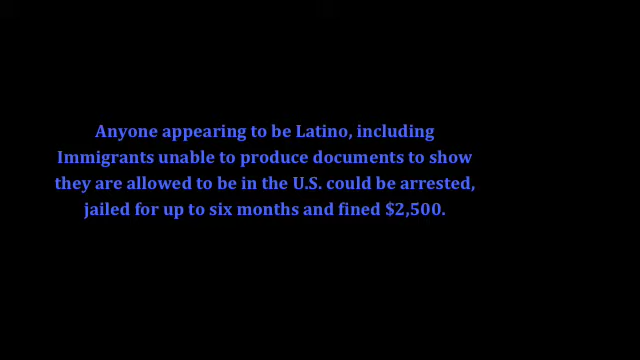 Anyone appearing to be Latino, including
Immigrants unable to produce documents to show
they are allowed to be in the U.S. could be arrested,
jailed for up to six months and fined $2,500.